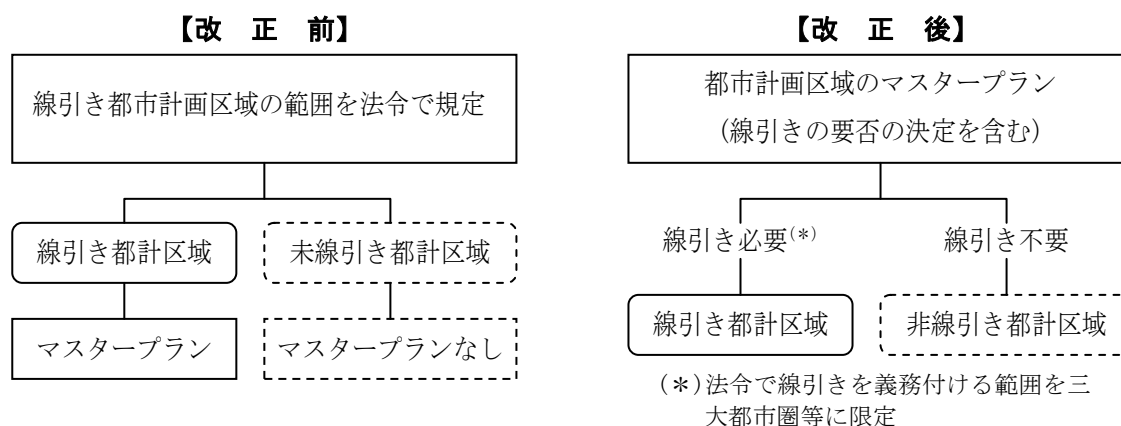 【改 正 前】
線引き都市計画区域の範囲を法令で規定
線引き都計区域
未線引き都計区域
マスタープラン
マスタープランなし
【改 正 後】
都市計画区域のマスタープラン
(線引きの要否の決定を含む)
線引き必要(*)
線引き不要
線引き都計区域
非線引き都計区域
(*)法令で線引きを義務付ける範囲を三
大都市圏等に限定